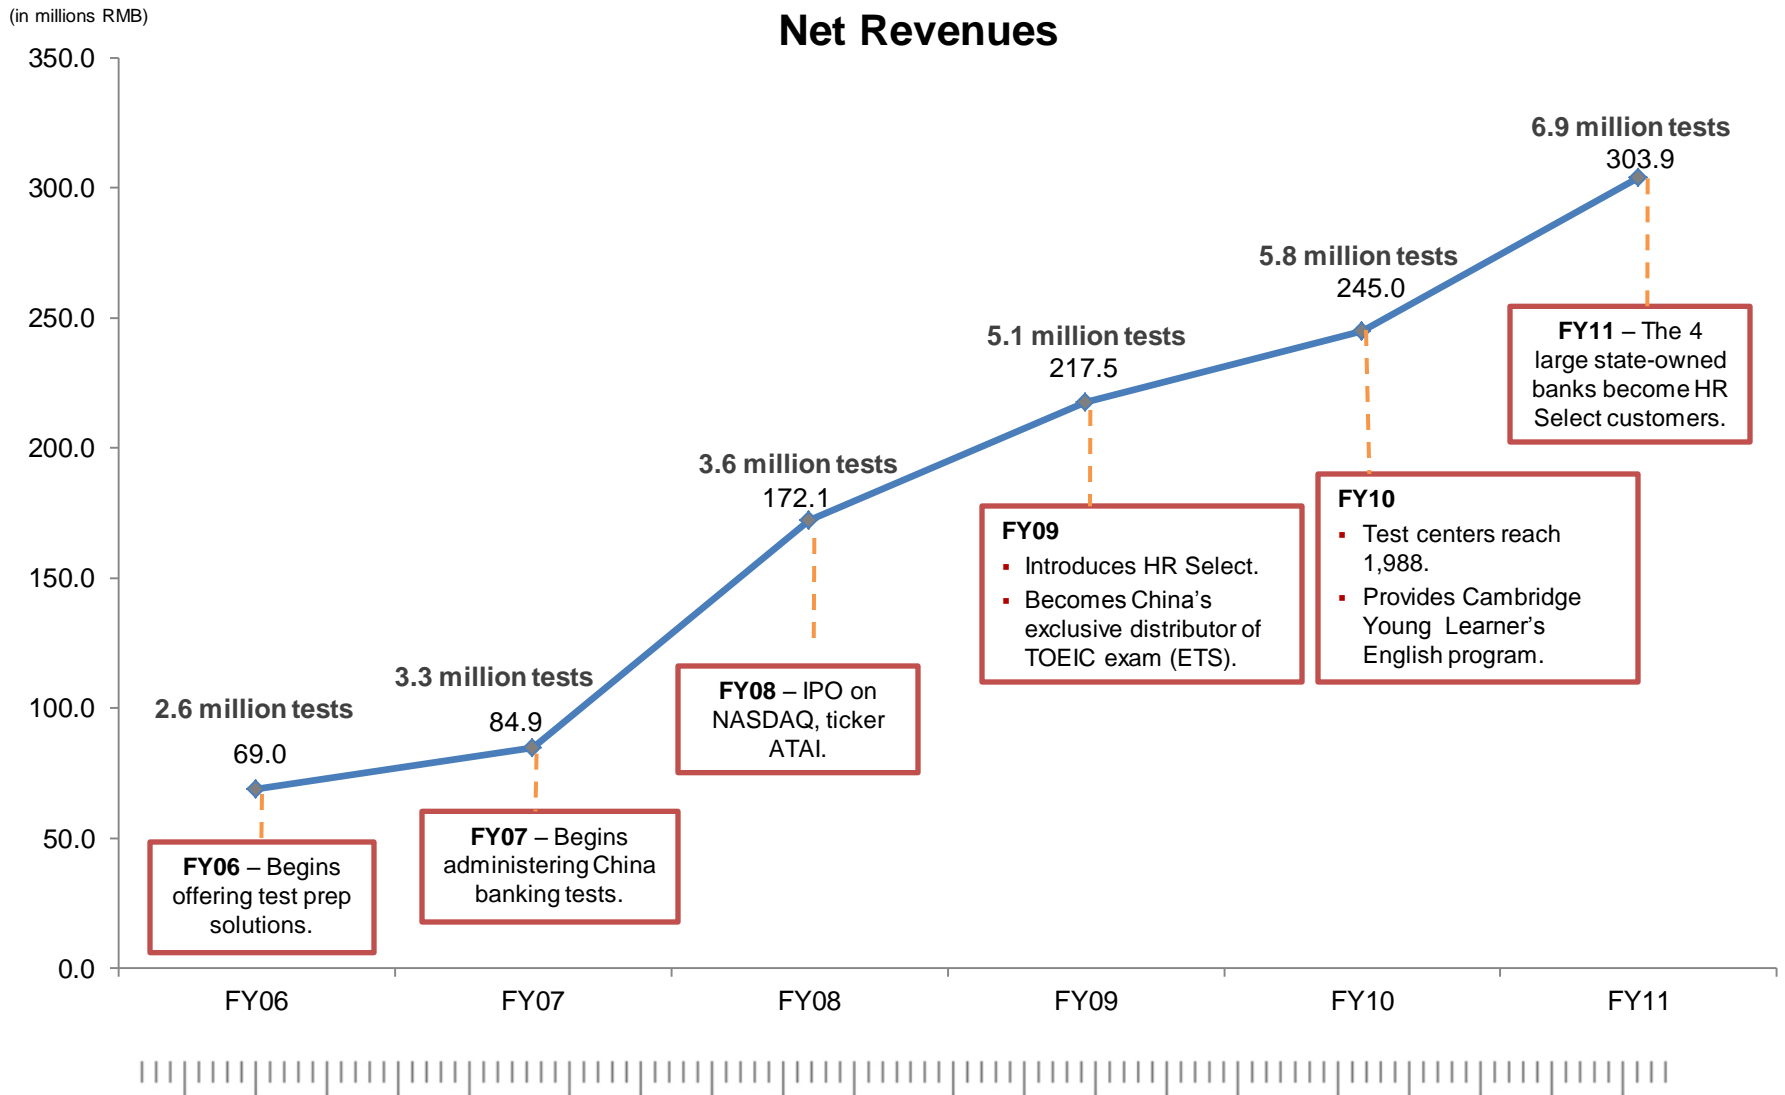 (in millions RMB)
Net Revenues
350.0
300.0
250.0
200.0
150.0
100.0
50.0
0.0
2.6 million tests
69.0
3.3 million tests
84.9
3.6 million tests
172.1
5.1 million tests
217.5
5.8 million tests
245.0
6.9 million tests
303.9
FY06 – Begins
offering test prep
solutions.
FY07 – Begins
administering China
banking tests.
FY08 – IPO on
NASDAQ, ticker
ATAI.
FY09
▪ Introduces HR Select.
▪ Becomes China’s
exclusive distributor of
TOEIC exam (ETS).
FY10
▪ Test centers reach
1,988.
▪ Provides Cambridge
Young Learner’s
English program.
FY11 – The 4
large state-owned
banks become HR
Select customers.
FY06
FY07
FY08
FY09
FY10
FY11